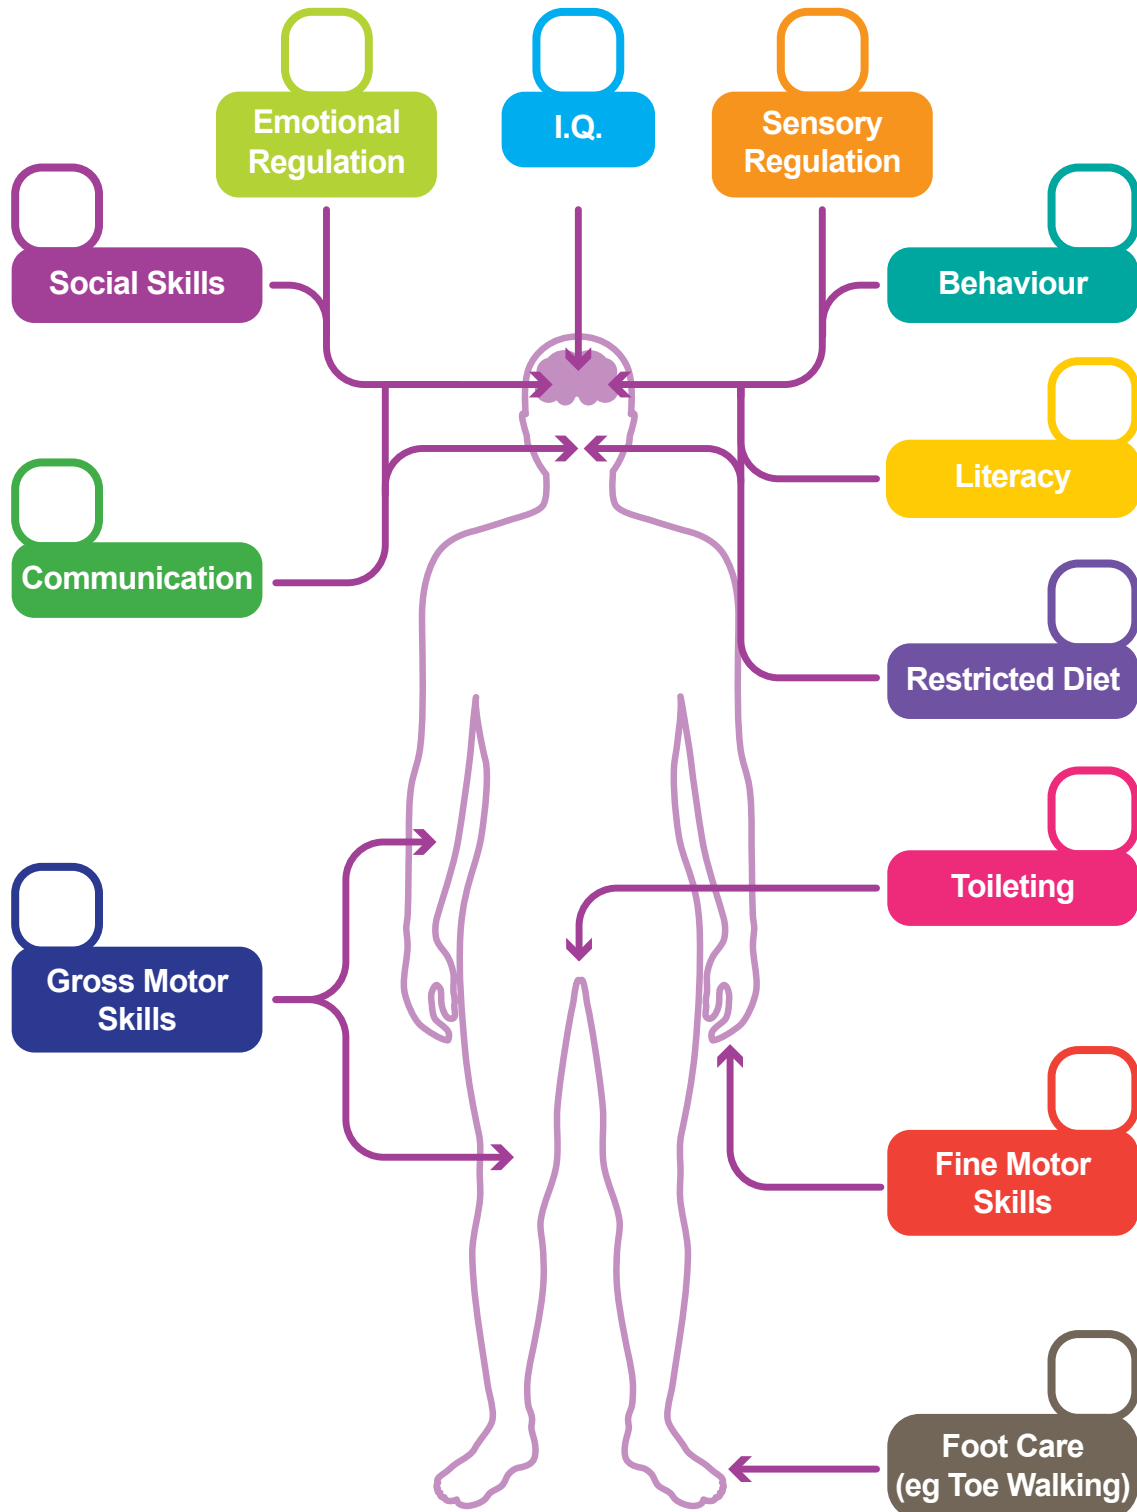 Emotional
Regulation
I.Q.
Sensory
Regulation
Social Skills
Behaviour
Literacy
Communication
Restricted Diet
Toileting
Gross Motor
Skills
Fine Motor
Skills
Foot Care
(eg Toe Walking)